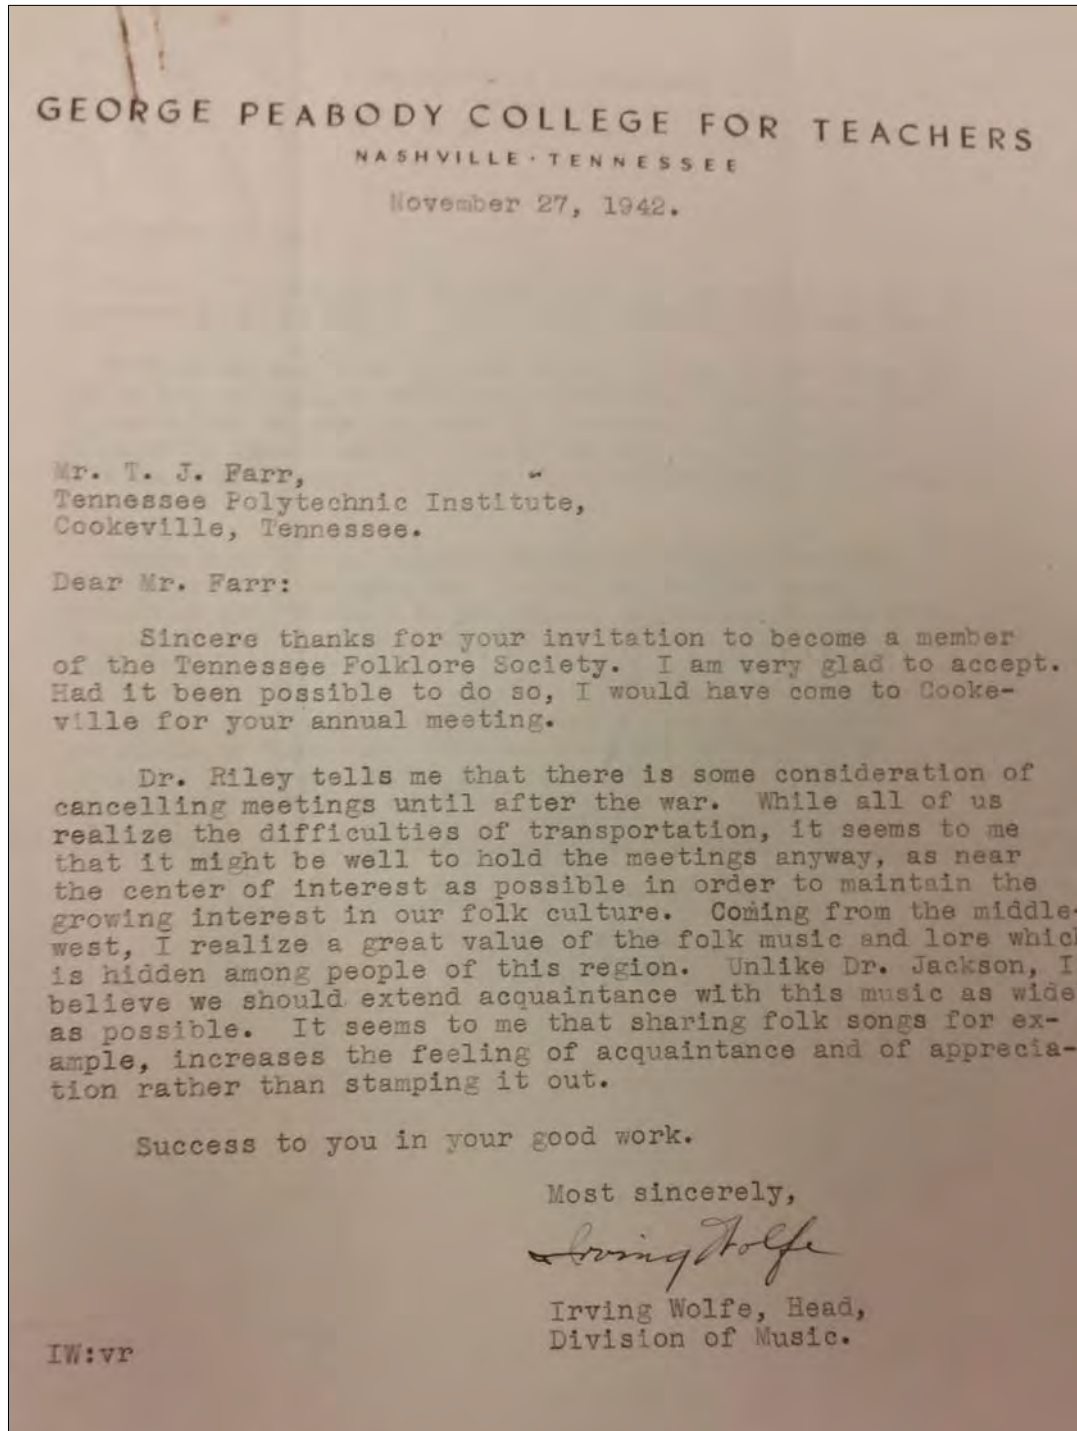 GEORGE PEABODY COLLEGE FOR TEACHERS
NASHVILLE · TENNESSEE
November 27, 1942.
Mr. T. J. Farr,
Tennessee Polytechnic Institute,
Cookeville, Tennessee.
Dear Mr. Farr:
Sincere thanks for your invitation to become a member
of the Tennessee Folklore Society. I am very glad to accept.
Had it been possible to do so, I would have come to Cooke-
ville for your annual meeting.
Dr. Riley tells me that there is some consideration of
cancelling meetings until after the war. While all of us
realize the difficulties of transportation, it seems to me
that it might be well to hold the meetings anyway, as near
the center of interest as possible in order to maintain the
growing interest in our folk culture. Coming from the middle-
west, I realize a great value of the folk music and lore which
is hidden among people of this region. Unlike Dr. Jackson, I
believe we should extend acquaintance with this music as wide
as possible. It seems to me that sharing folk songs for ex-
ample, increases the feeling of acquaintance and of apprecia-
tion rather than stamping it out.
Success to you in your good work.
Most sincerely,
Irving Wolfe
Irving Wolfe, Head,
Division of Music.
IW:vr